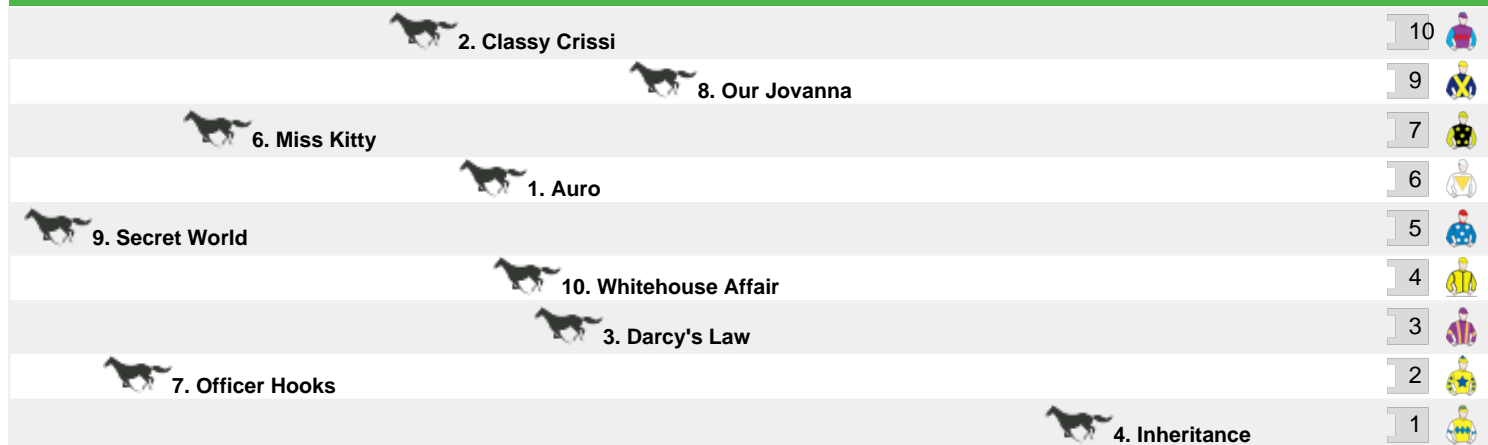 2. Classy Crissi 10
8. Our Jovanna 9
6. Miss Kitty 7
1. Auro 6
9. Secret World 5
10. Whitehouse Affair 4
3. Darcy's Law 3
7. Officer Hooks 2
4. Inheritance 1